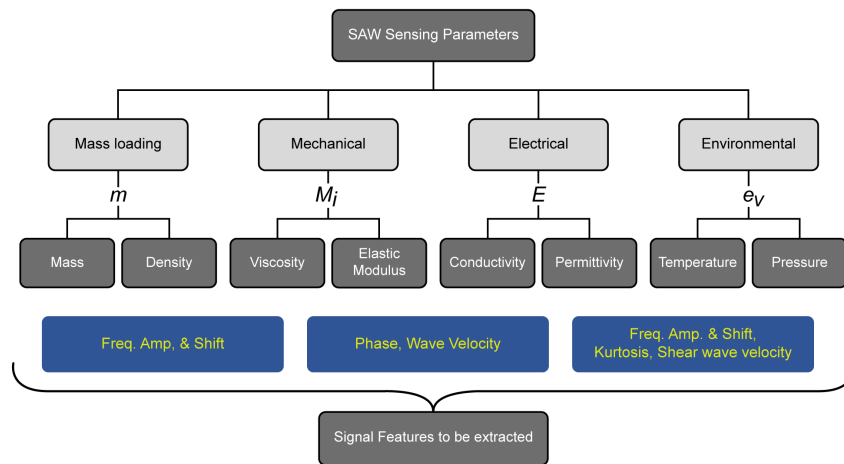 SAW Sensing Parameters
Mass loading
Mechanical
Electrical
Environmental
m
Mi
E
eV
Mass
Density
Viscosity
Elastic
Modulus
Conductivity
Permittivity
Temperature
Pressure
Freq. Amp, & Shift
Phase, Wave Velocity
Freq. Amp. & Shift,
Kurtosis, Shear wave velocity
Signal Features to be extracted